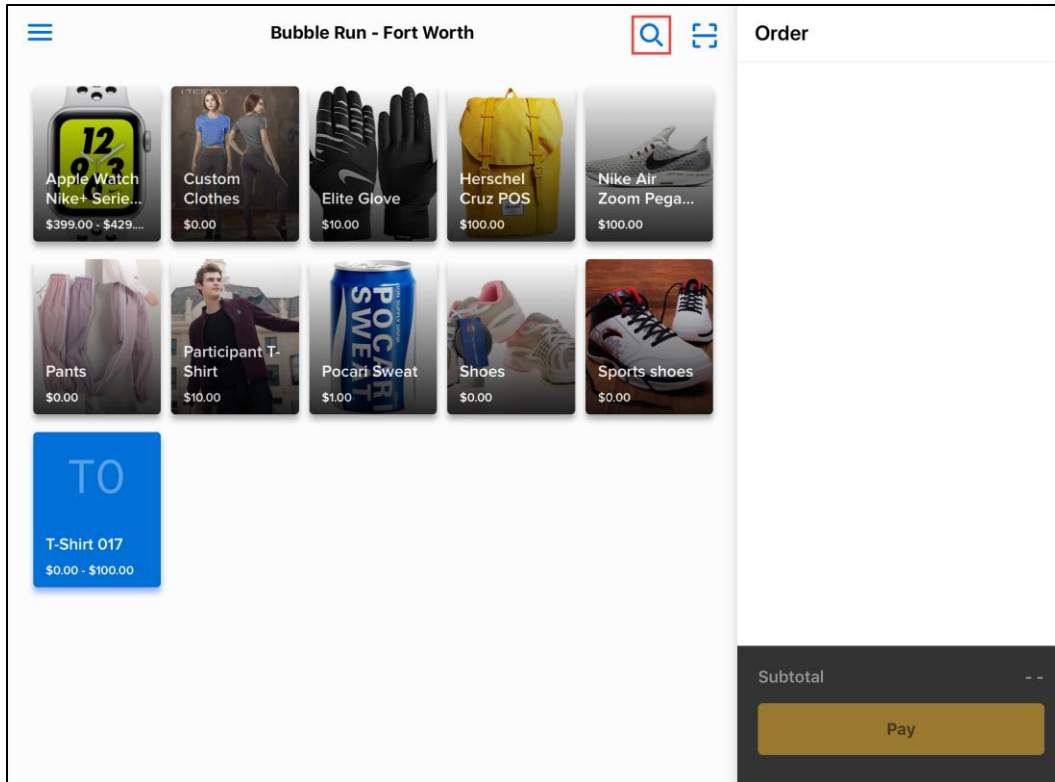 Bubble Run - Fort Worth
Order
12
Apple Watch
Nike+ Serie...
$399.00 - $429....
Custom
Clothes
$0.00
Elite Glove
$10.00
Herschel
Cruz POS
$100.00
Nike Air
Zoom Pega...
$100.00
Pants
$0.00
Participant T-
Shirt
$10.00
POCARI
SWEAT
Pocari Sweat
$1.00
Shoes
$0.00
Sports shoes
$0.00
TO
T-Shirt 017
$0.00 - $100.00
Subtotal
- -
Pay